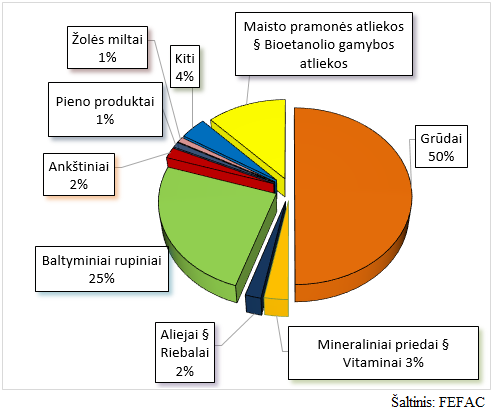 Žolės miltai
1%
Kiti
4%
Maisto pramonės atliekos
§ Bioetanolio gamybos
atliekos
Pieno produktai
1%
Grūdai
50%
Ankštiniai
2%
Baltyminiai rupiniai
25%
Aliejai §
Riebalai
2%
Mineraliniai priedai §
Vitaminai 3%
Šaltinis: FEFAC